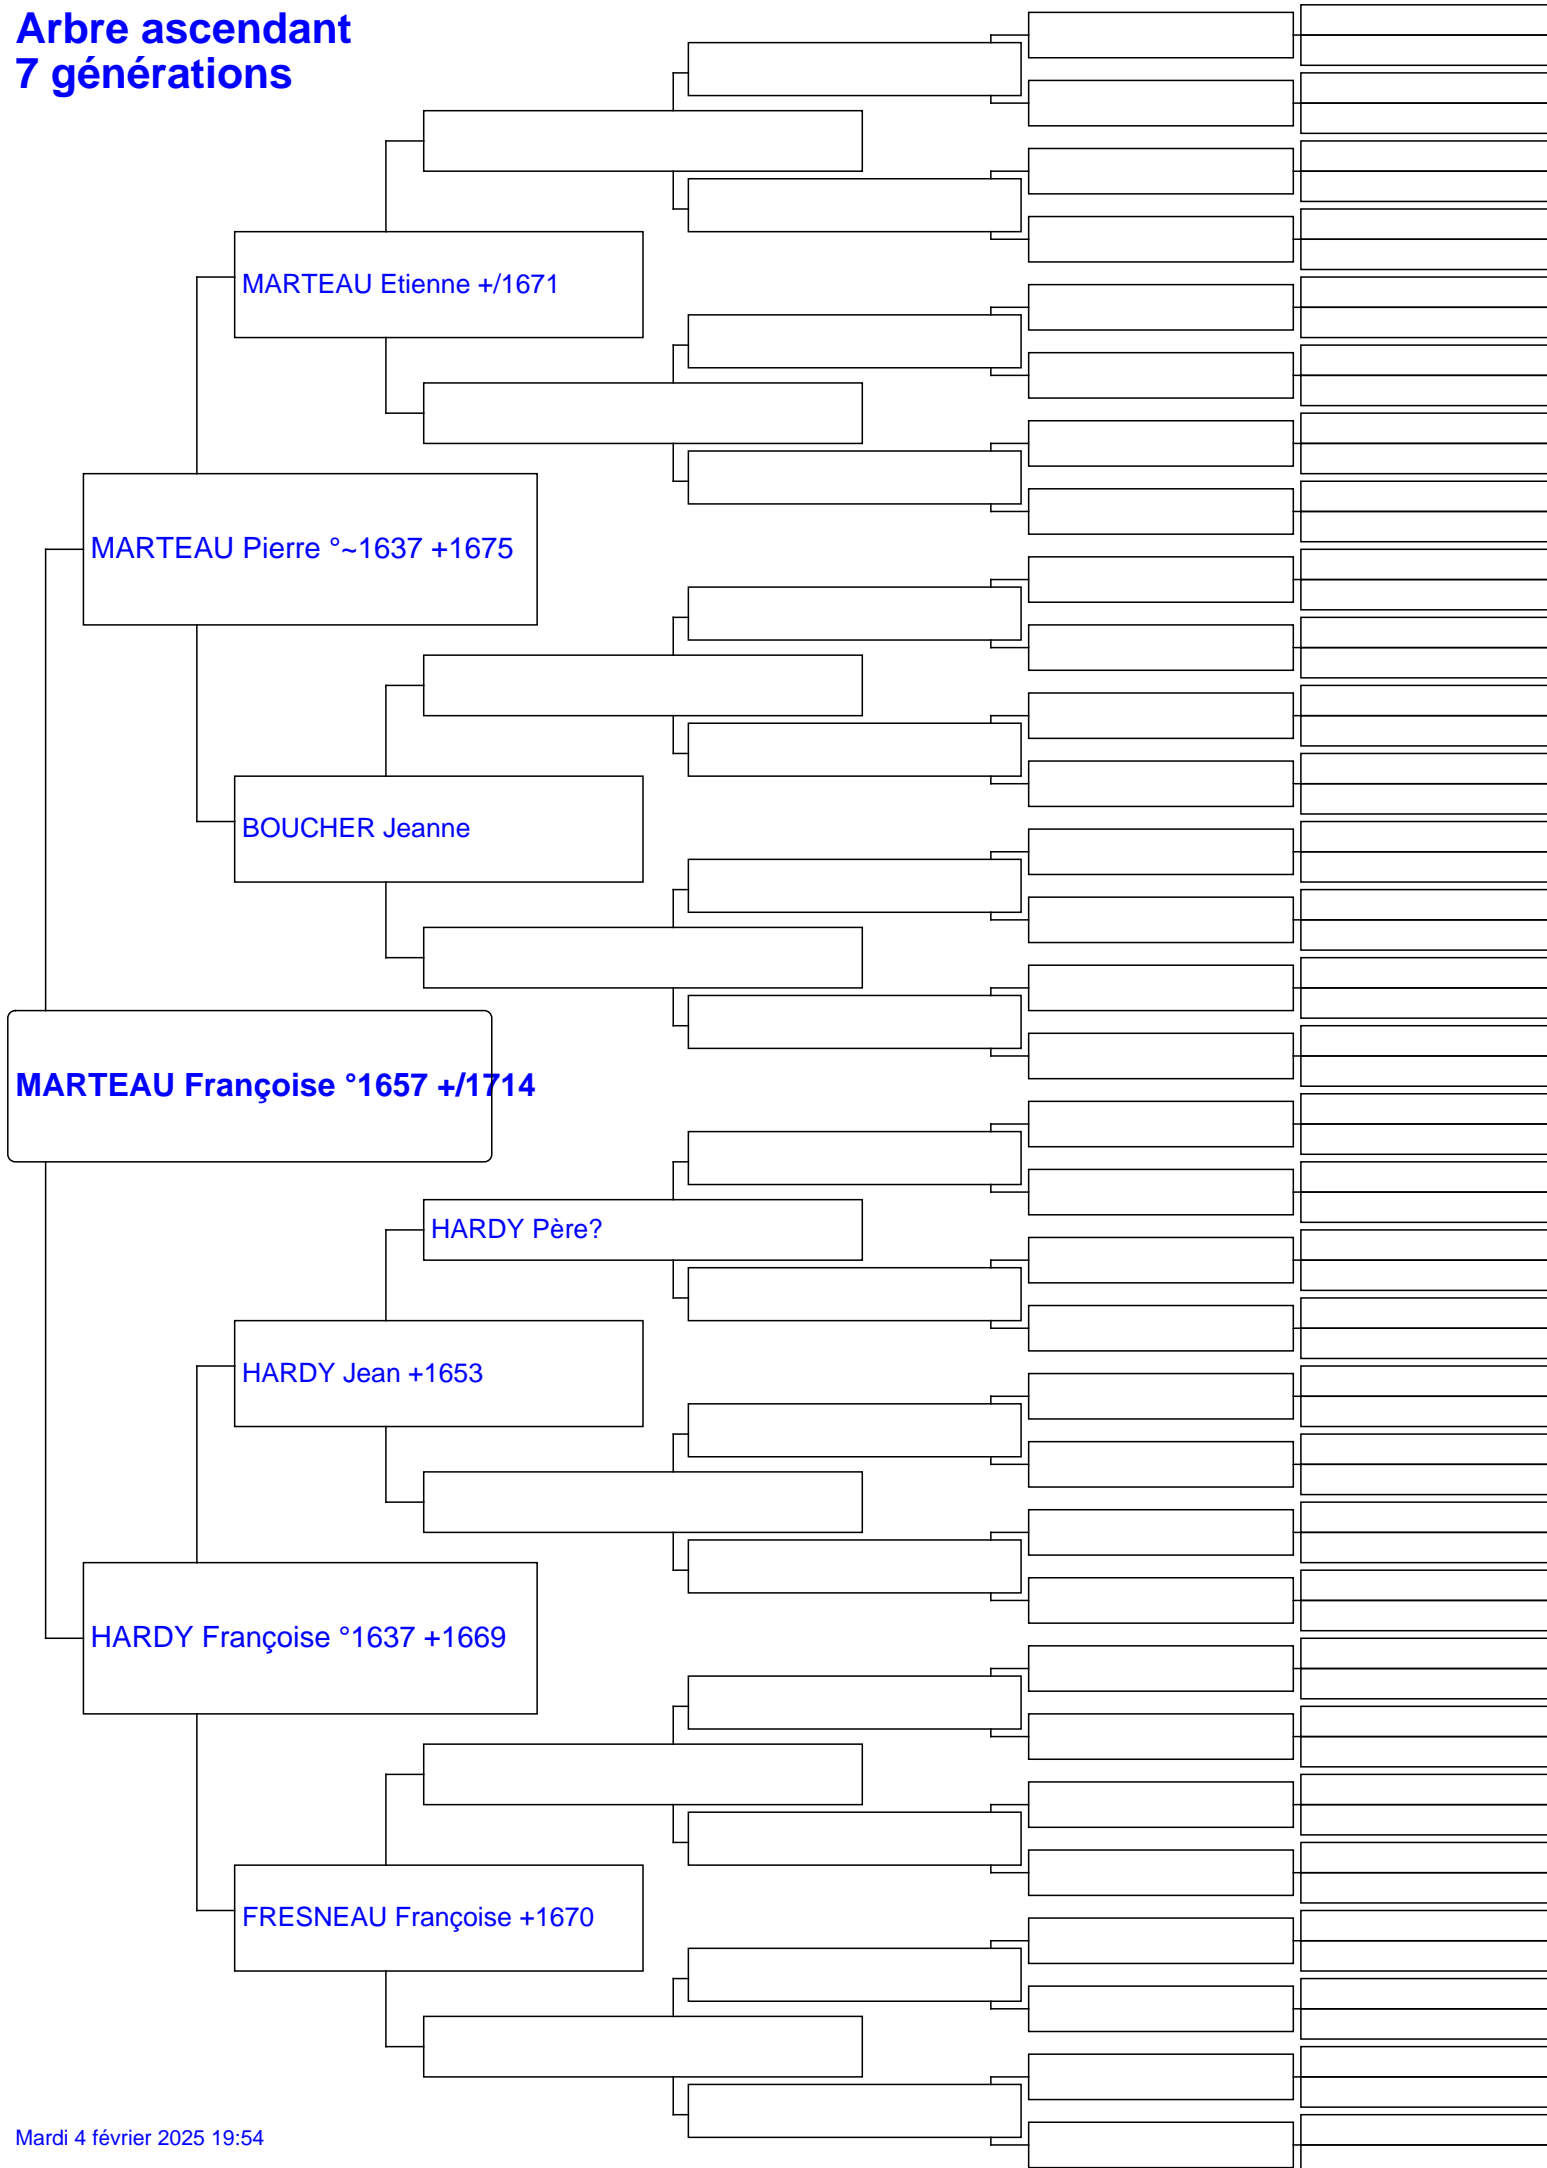 Arbre ascendant
7 générations
MARTEAU Etienne +/1671
MARTEAU Pierre °~1637 +1675
BOUCHER Jeanne
MARTEAU Françoise °1657 +/1714
HARDY Père?
HARDY Jean +1653
HARDY Françoise °1637 +1669
FRESNEAU Françoise +1670
Mardi 4 février 2025 19:54